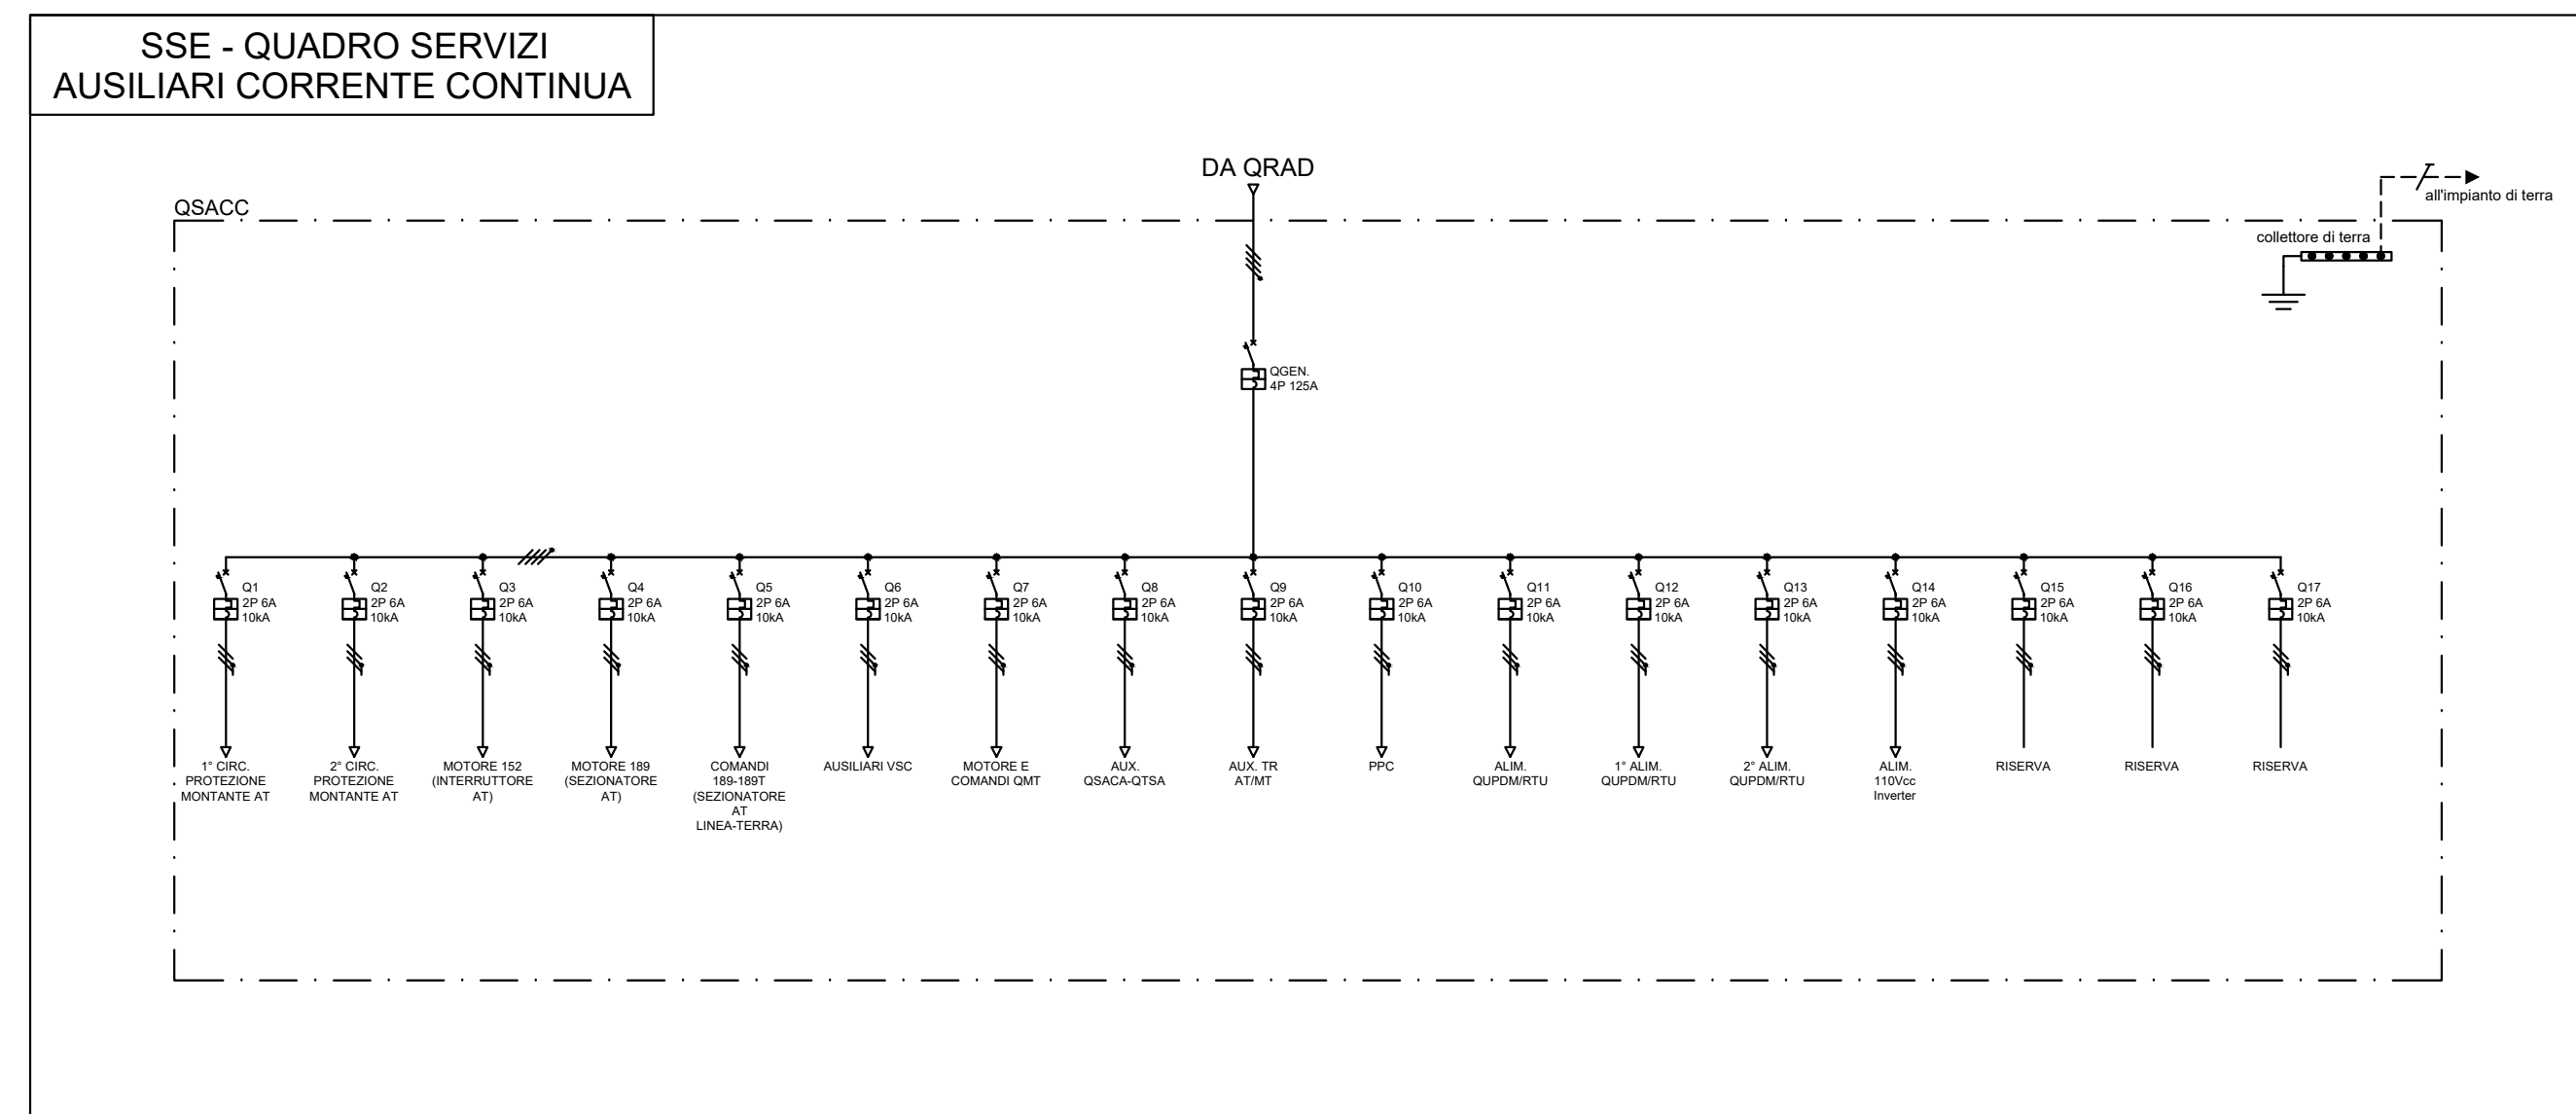 SSE - QUADRO SERVIZI
AUSILIARI CORRENTE CONTINUA
DA QRAD
all'impianto di terra
QSACC
collettore di terra
QGEN.
4P 125A
Q1
2P 6A
10kA
Q2
2P 6A
10kA
Q3
2P 6A
10kA
Q4
2P 6A
10kA
Q5
2P 6A
10kA
Q6
2P 6A
10kA
Q7
2P 6A
10kA
Q8
2P 6A
10kA
Q9
2P 6A
10kA
Q10
2P 6A
10kA
Q11
2P 6A
10kA
Q12
2P 6A
10kA
Q13
2P 6A
10kA
Q14
2P 6A
10kA
Q15
2P 6A
10kA
Q16
2P 6A
10kA
Q17
2P 6A
10kA
1° CIRC.
PROTEZIONE
MONTANTE AT
2° CIRC.
PROTEZIONE
MONTANTE AT
MOTORE 152
(INTERRUTTORE
AT)
MOTORE 189
(SEZIONATORE
AT)
COMANDI
189-189T
(SEZIONATORE
AT
LINEA-TERRA)
AUSILIARI VSC
MOTORE E
COMANDI QMT
AUX.
QSACA-QTSA
AUX. TR
AT/MT
PPC
ALIM.
QUPDM/RTU
1° ALIM.
QUPDM/RTU
2° ALIM.
QUPDM/RTU
ALIM.
110Vcc
Inverter
RISERVA
RISERVA
RISERVA